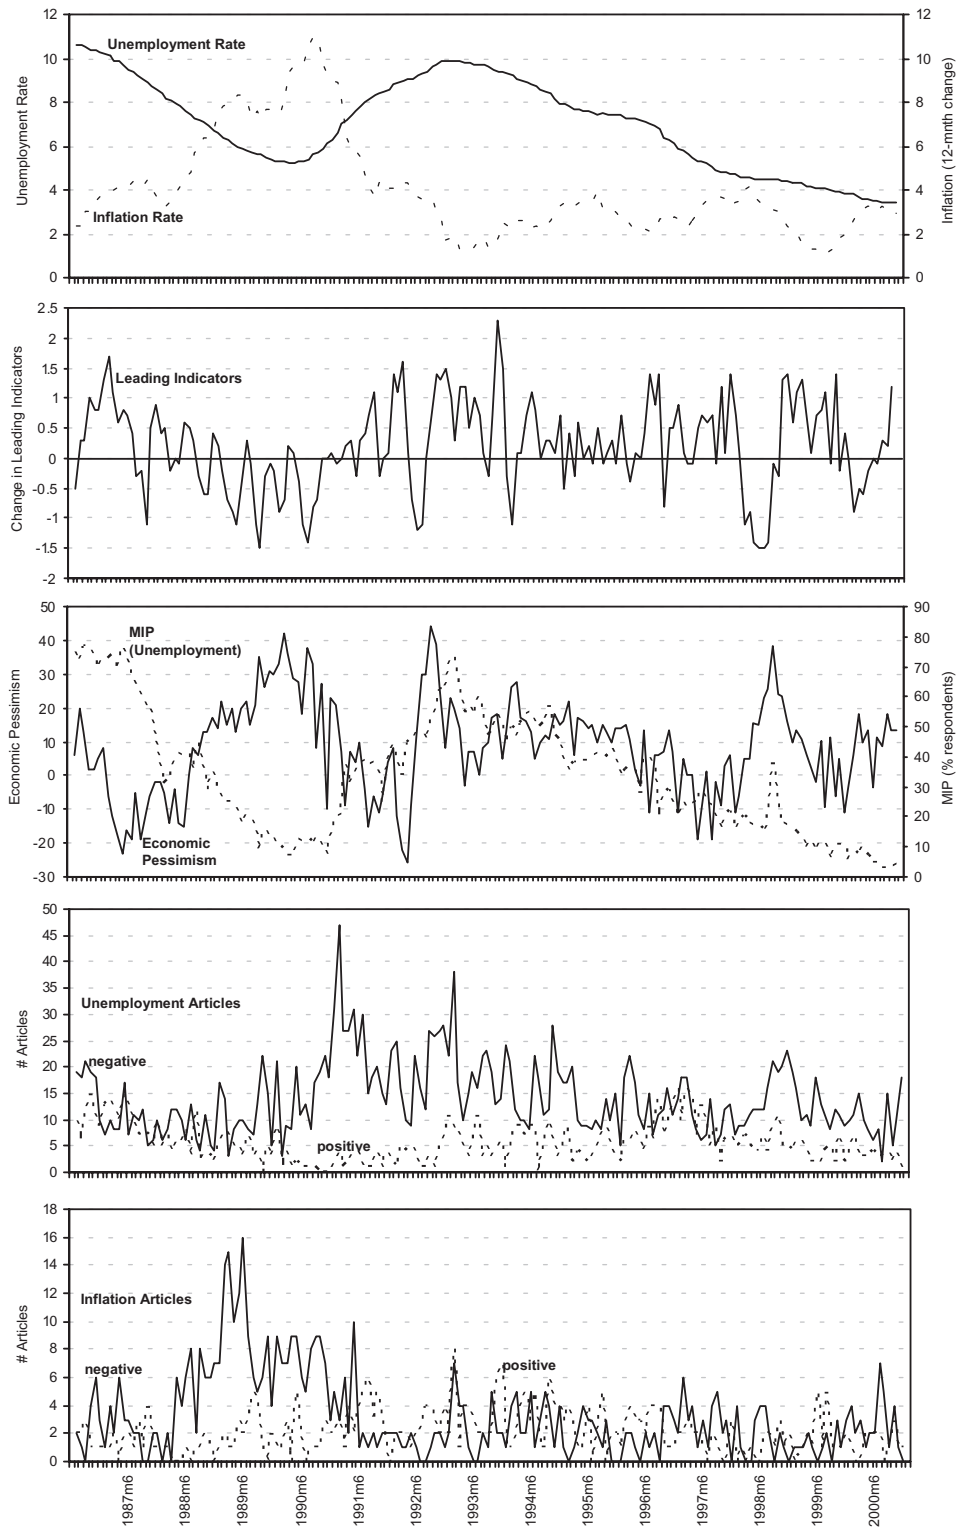 12
10
8
6
4
2
0
12
10
8
6
4
2
0
Unemployment Rate
Inflation (12-mnth change)
Unemployment Rate
Inflation Rate
2.5
2
1.5
1
0.5
0
-0.5
-1
-1.5
-2
Change in Leading Indicators
Leading Indicators
50
40
30
20
10
0
-10
-20
-30
90
80
70
60
50
40
30
20
10
0
Economic Pessimism
MIP (% respondents)
MIP
(Unemployment)
Economic
Pessimism
50
45
40
35
30
25
20
15
10
5
0
# Articles
Unemployment Articles
negative
positive
18
16
14
12
10
8
6
4
2
0
# Articles
Inflation Articles
negative
positive
1987m6
1988m6
1989m6
1990m6
1991m6
1992m6
1993m6
1994m6
1995m6
1996m6
1997m6
1998m6
1999m6
2000m6